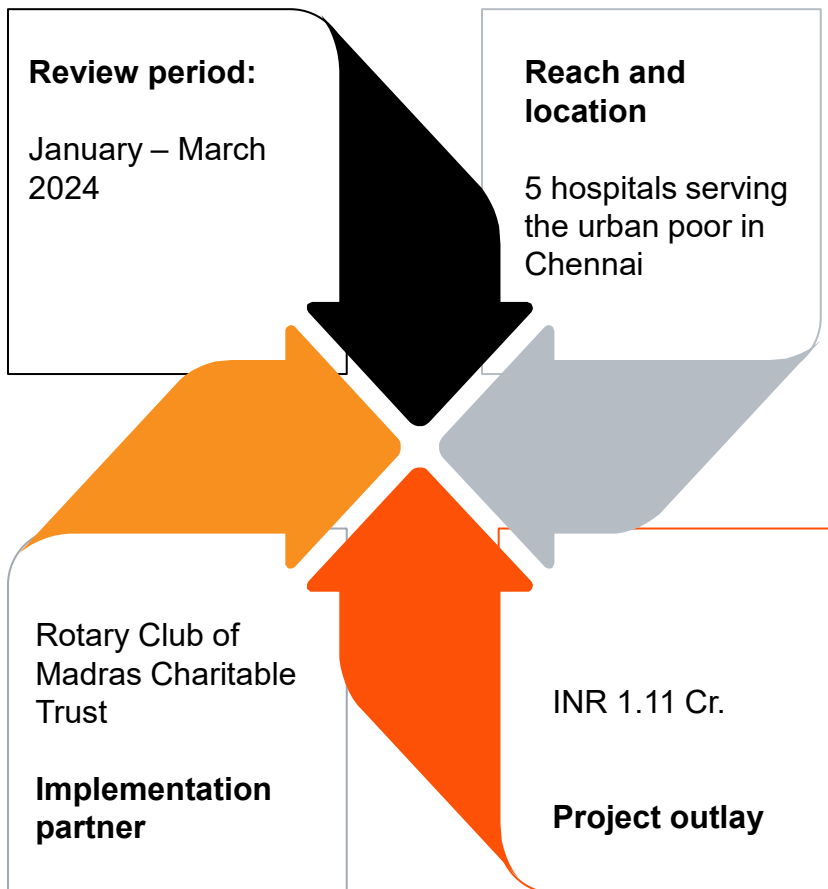 Review period:
January – March
2024
Reach and
location
5 hospitals serving
the urban poor in
Chennai
Rotary Club of
Madras Charitable
Trust
Implementation
partner
INR 1.11 Cr.
Project outlay